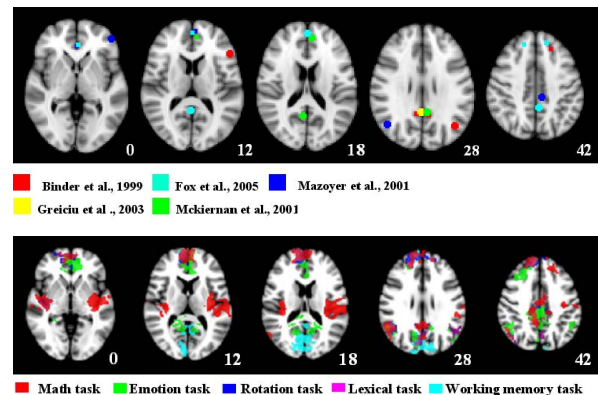 0 12 18 28 42
Binder et al., 1999 Fox et al., 2005 Mazoyer et al., 2001
Greiciu et al ., 2003 Mckiernan et al., 2001
0 12 18 28 42
Math task Emotion task Rotation task Lexical task Working memory task